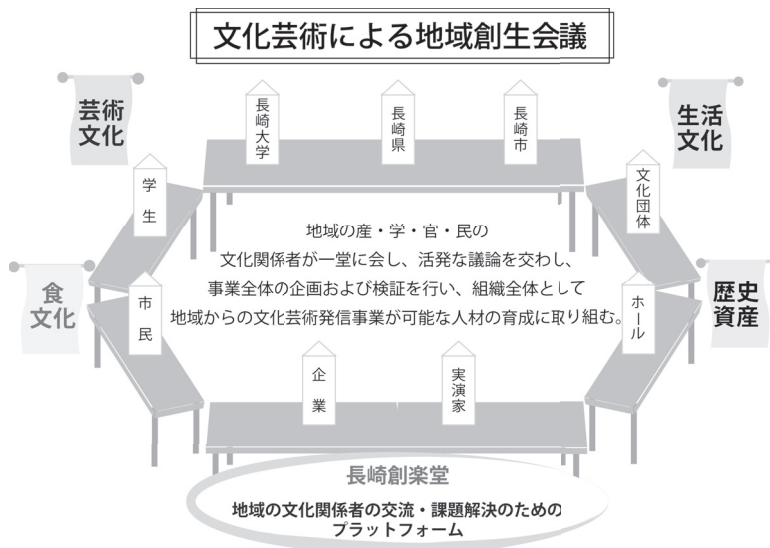 文化芸術による地域創生会議
芸術
文化
長崎大学
長崎県
長崎市
生活
文化
学生
文化団体
地域の産・学・官・民の
文化関係者が一堂に会し、活発な議論を交わし、
事業全体の企画および検証を行い、組織全体として
地域からの文化芸術発信事業が可能な人材の育成に取り組む。
食
文化
市民
ホール
歴史
資産
企業
実演家
長崎創楽堂
地域の文化関係者の交流・課題解決のための
プラットフォーム